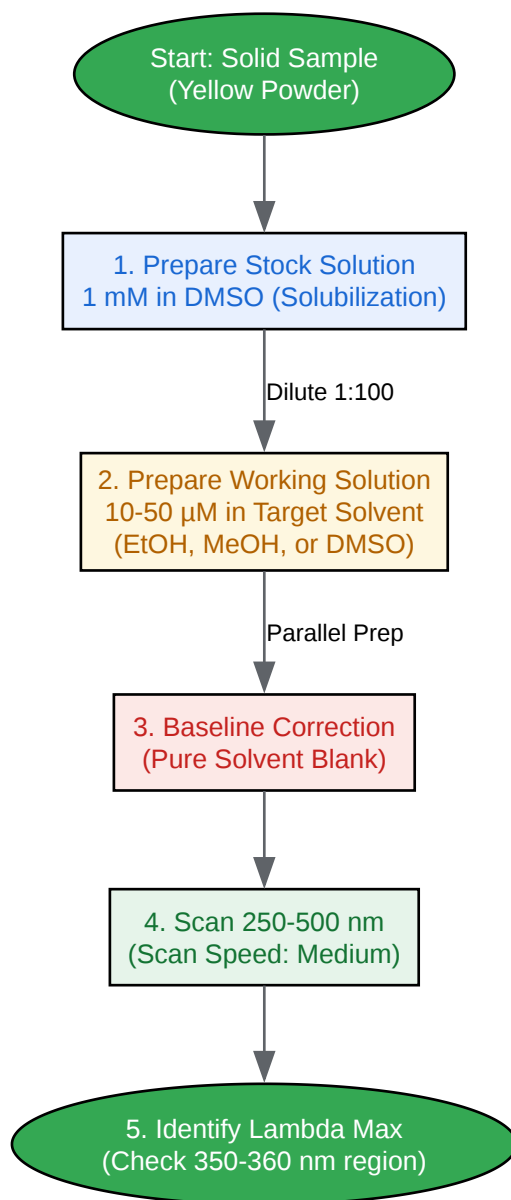 Start: Solid Sample
(Yellow Powder)
1. Prepare Stock Solution
1 mM in DMSO (Solubilization)
Dilute 1:100
2. Prepare Working Solution
10-50 µM in Target Solvent
(EtOH, MeOH, or DMSO)
Parallel Prep
3. Baseline Correction
(Pure Solvent Blank)
4. Scan 250-500 nm
(Scan Speed: Medium)
5. Identify Lambda Max
(Check 350-360 nm region)